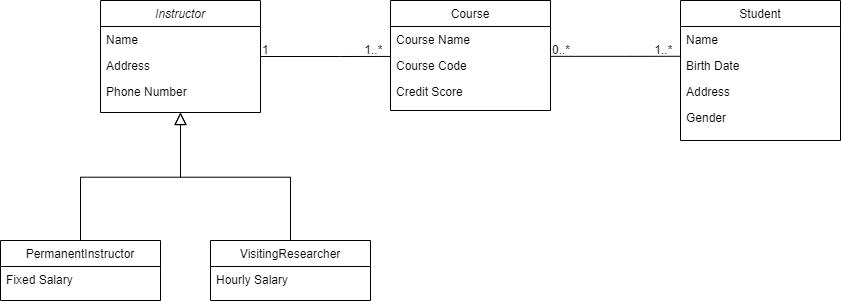 Instructor
Name
Address
Phone Number
1
1..*
Course
Course Name
Course Code
Credit Score
0..*
1..*
Student
Name
Birth Date
Address
Gender
PermanentInstructor
Fixed Salary
VisitingResearcher
Hourly Salary